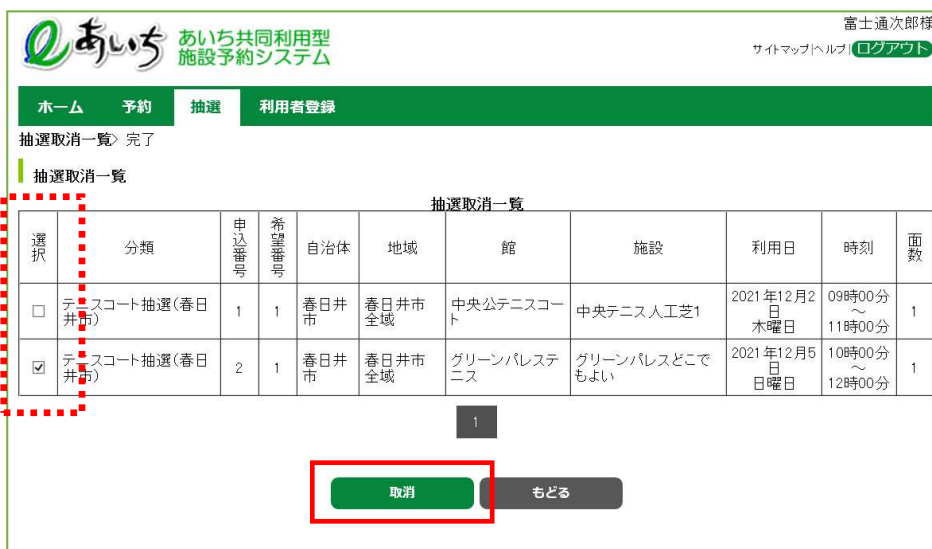 富士通次郎様
あいち
あいち共同利用型
施設予約システム
サイトマップ|ヘルプ|ログアウト
ホーム 予約 抽選 利用者登録
抽選取消一覧> 完了
抽選取消一覧
抽選取消一覧
選択 分類 申込番号 希望番号 自治体 地域 館 施設 利用日 時刻 面数
テニスコート抽選(春日井市) 1 1 春日井市 春日井市全域 中央公テニスコート 中央テニス人工芝1 2021年12月2日 木曜日 09時00分～11時00分 1
テニスコート抽選(春日井市) 2 1 春日井市 春日井市全域 グリーンパレステニス グリーンパレスどこでもよい 2021年12月5日 日曜日 10時00分～12時00分 1
1
取消 もどる